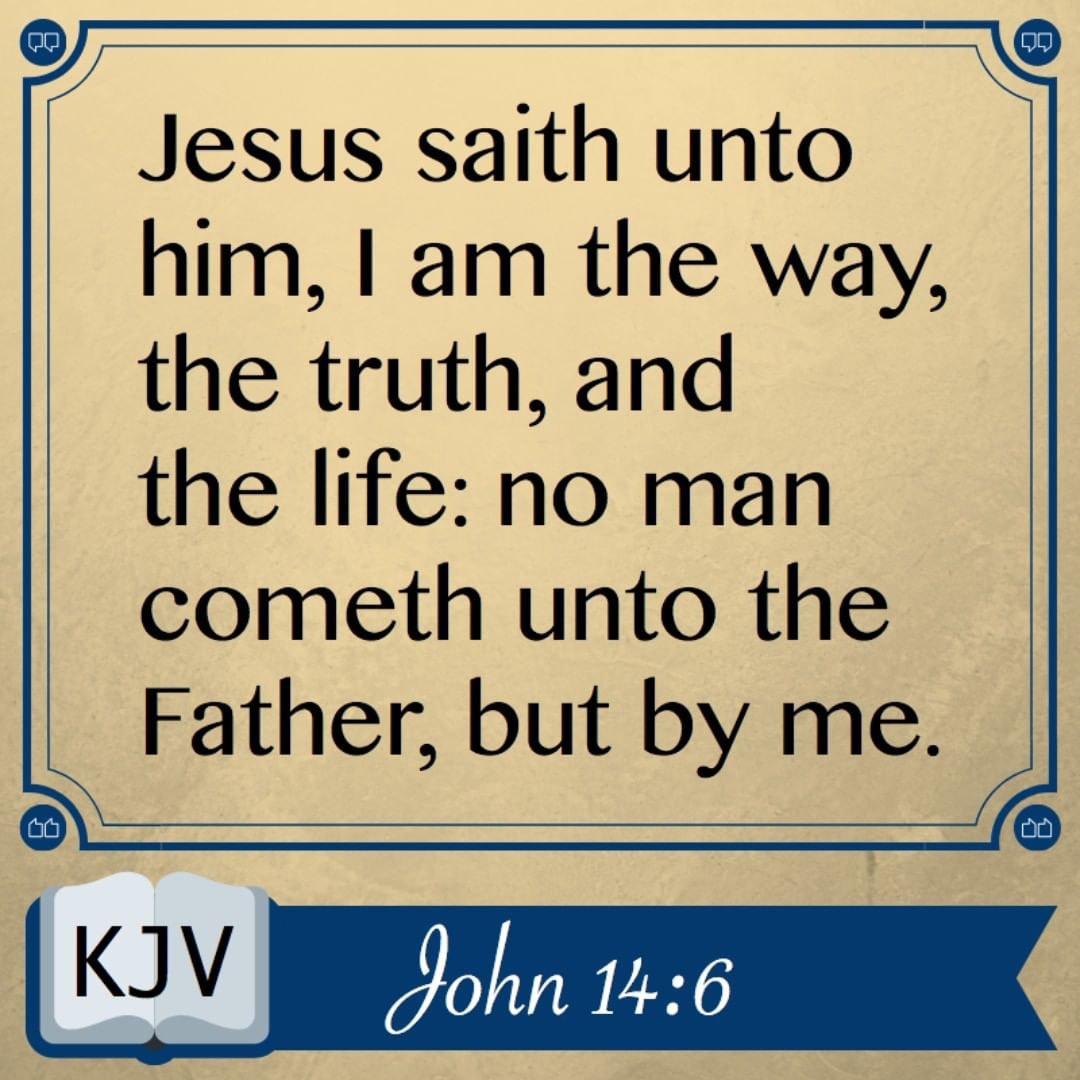 Jesus saith unto
him, I am the way,
the truth, and
the life: no man
cometh unto the
Father, but by me.
KJV
John 14:6